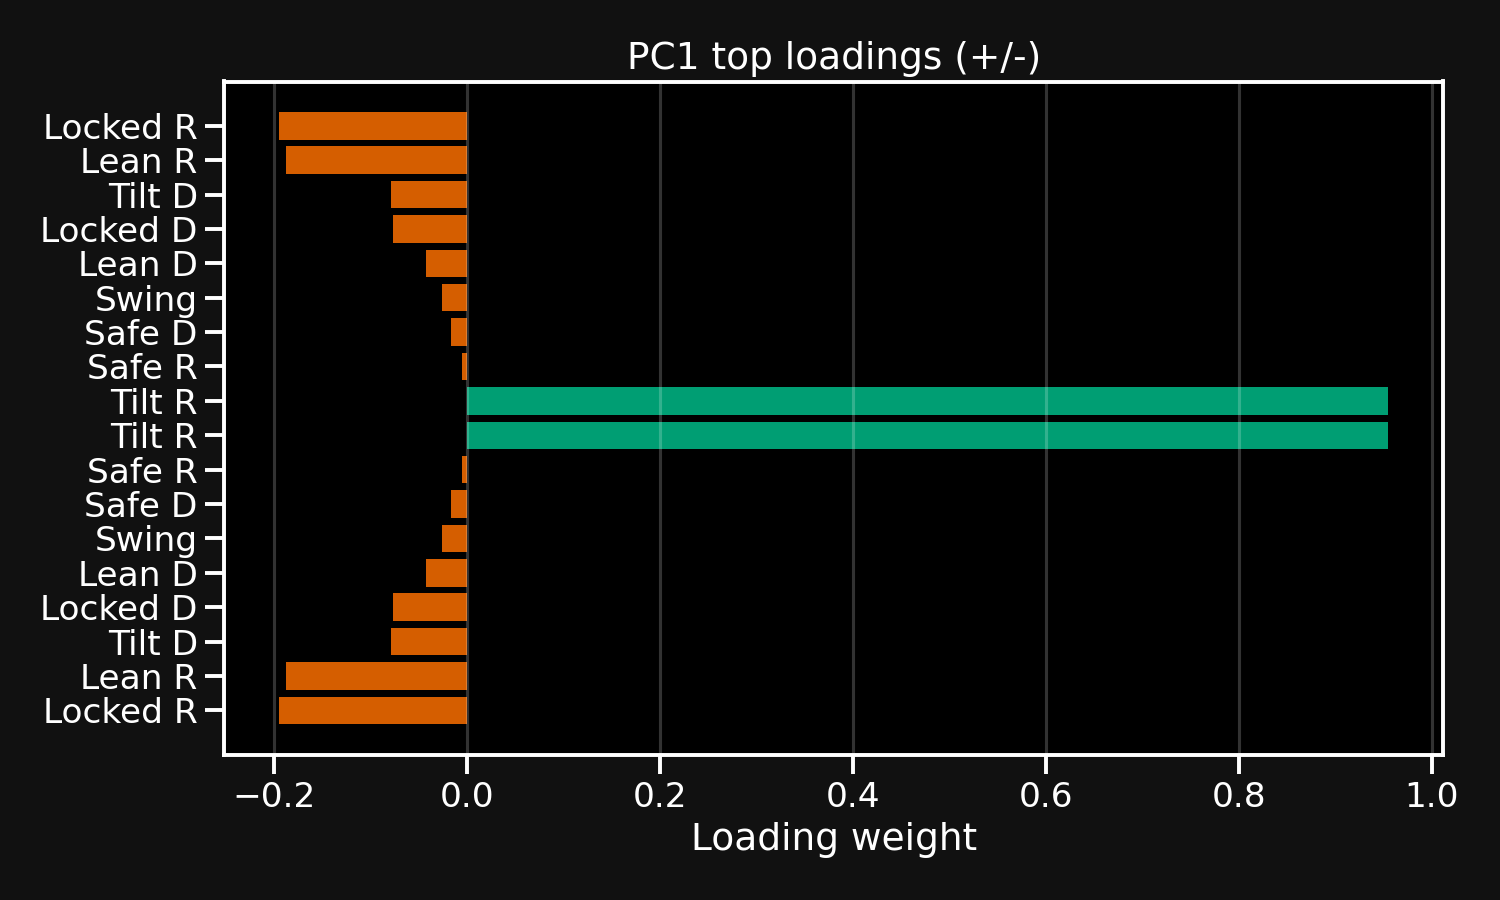 PC1 top loadings (+/-)
Locked R
Lean R
Tilt D
Locked D
Lean D
Swing
Safe D
Safe R
Tilt R
Tilt R
Safe R
Safe D
Swing
Lean D
Locked D
Tilt D
Lean R
Locked R
−0.2 0.0 0.2 0.4 0.6 0.8 1.0
Loading weight